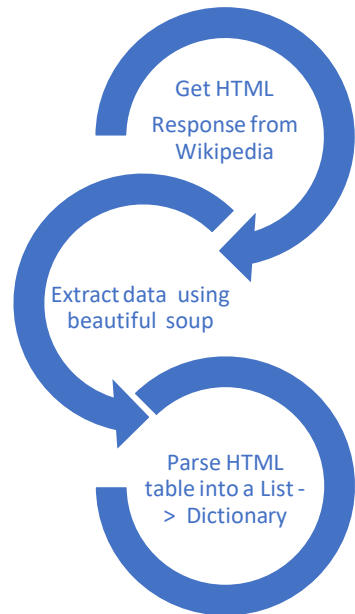 Get HTML
Response from
Wikipedia
Extract data using
beautiful soup
Parse HTML
table into a List -
> Dictionary